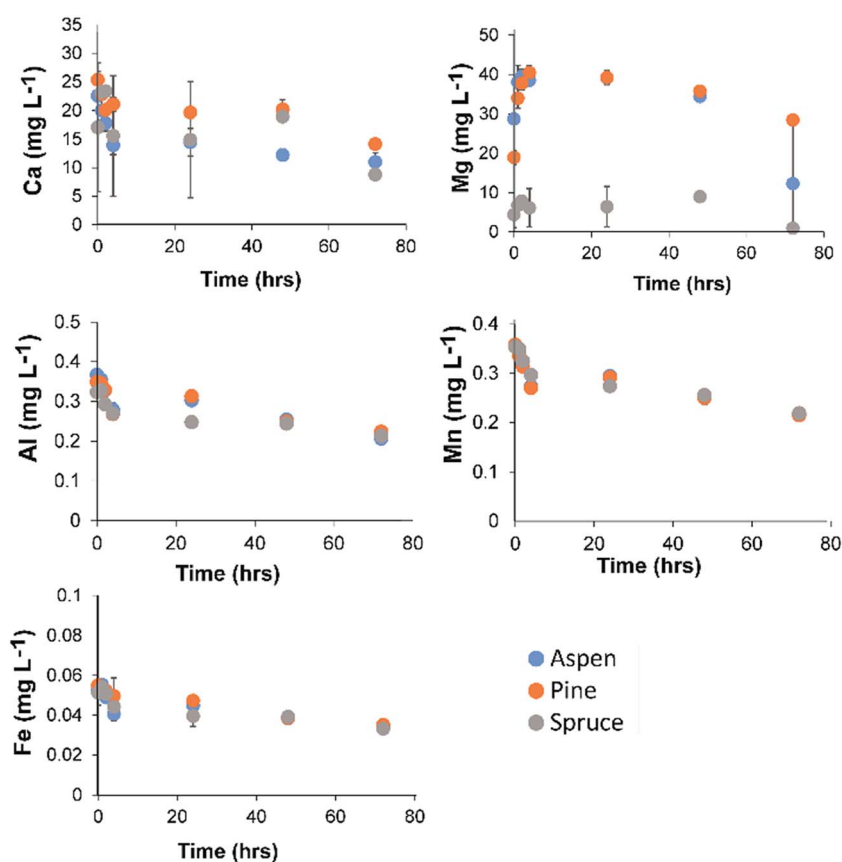 35
30
25
20
15
10
5
0
0 20 40 60 80
Ca (mg L⁻¹)
Time (hrs)
50
40
30
20
10
0
0 20 40 60 80
Mg (mg L⁻¹)
Time (hrs)
0.5
0.4
0.3
0.2
0.1
0
0 20 40 60 80
Al (mg L⁻¹)
Time (hrs)
0.4
0.3
0.2
0.1
0
0 20 40 60 80
Mn (mg L⁻¹)
Time (hrs)
0.1
0.08
0.06
0.04
0.02
0
0 20 40 60 80
Fe (mg L⁻¹)
Time (hrs)
Aspen
Pine
Spruce